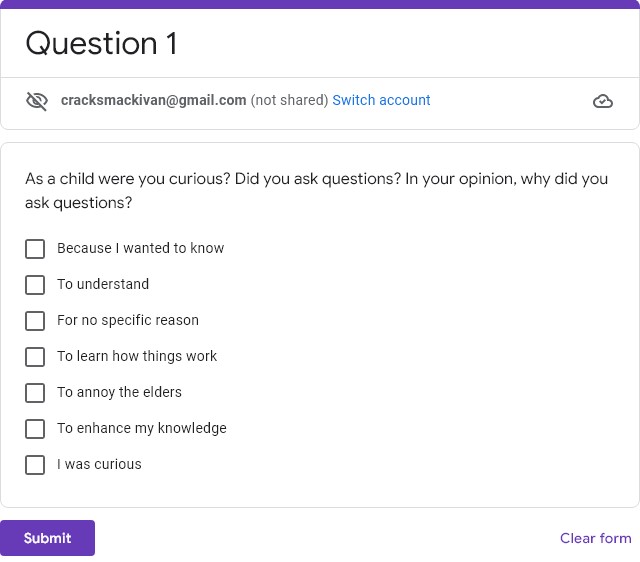 Question 1
cracksmackivan@gmail.com (not shared) Switch account
As a child were you curious? Did you ask questions? In your opinion, why did you
ask questions?
Because I wanted to know
To understand
For no specific reason
To learn how things work
To annoy the elders
To enhance my knowledge
I was curious
Submit
Clear form